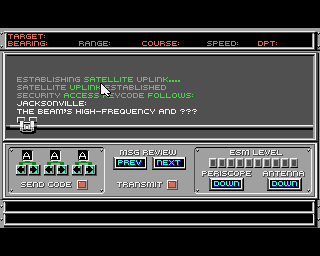 TARGET:
BEARING: RANGE: COURSE: SPEED: DPT:
ESTABLISHING SATELLITE UPLINK....
SATELLITE UPLINK ESTABLISHED
SECURITY ACCESS KEYCODE FOLLOWS:
JACKSONVILLE:
THE BEAM'S HIGH-FREQUENCY AND ???
A A A
MSG REVIEW
PREV NEXT
SEND CODE
TRANSMIT
ESM LEVEL
PERISCOPE ANTENNA
DOWN DOWN